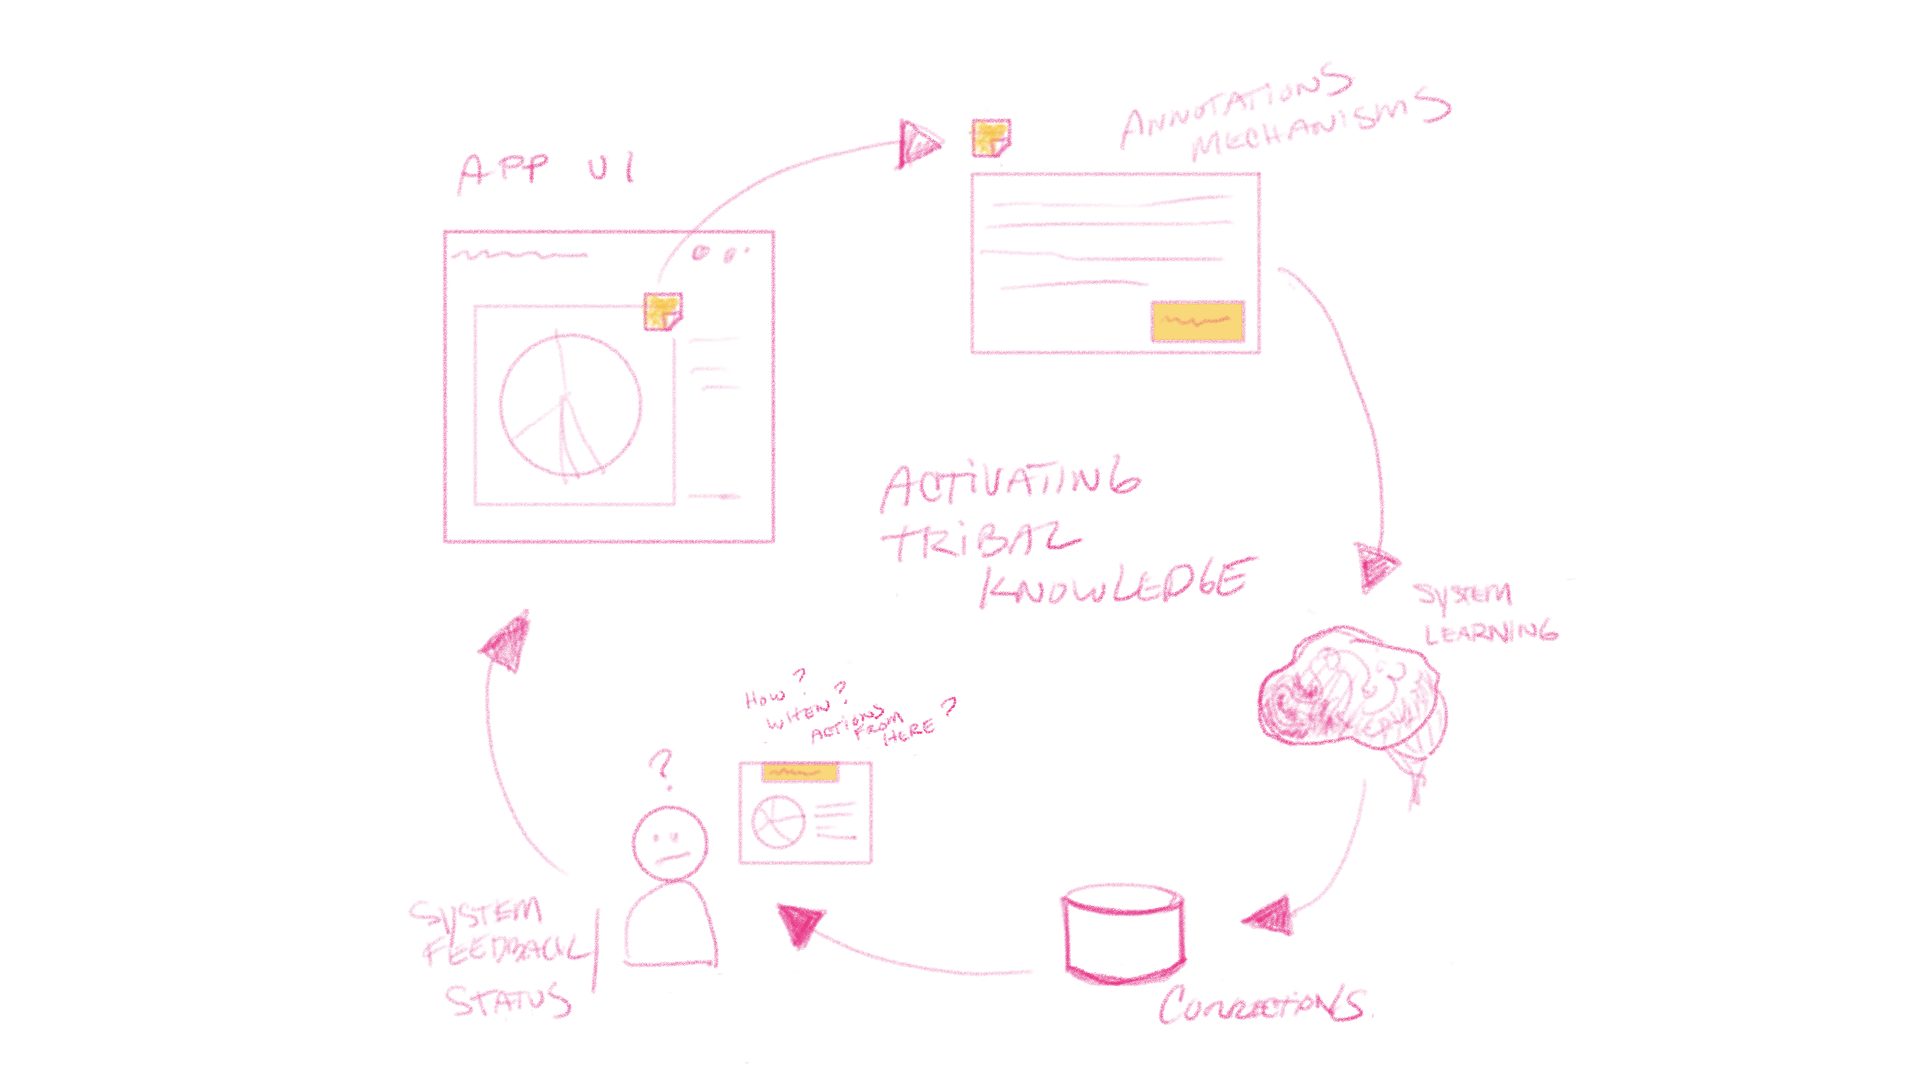 APP UI
ANNOTATIONS
MECHANISMS
ACTIVATING
TRIBAL
KNOWLEDGE
SYSTEM
LEARNING
CORRECTIONS.
HOW?
WHEN?
ACTIONS
FROM
HERE?
?
SYSTEM
FEEDBACK/
STATUS